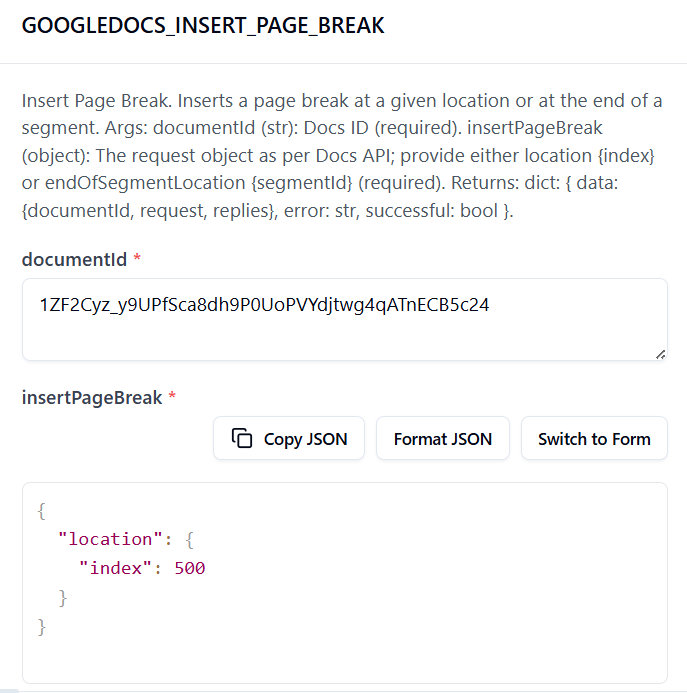 GOOGLEDOCS_INSERT_PAGE_BREAK
Insert Page Break. Inserts a page break at a given location or at the end of a
segment. Args: documentId (str): Docs ID (required). insertPageBreak
(object): The request object as per Docs API; provide either location {index}
or endOfSegmentLocation {segmentId} (required). Returns: dict: { data:
{documentId, request, replies}, error: str, successful: bool }.
documentId *
1ZF2Cyz_y9UPfSca8dh9P0UoPVYdjtwg4qATnECB5c24
insertPageBreak *
Copy JSON Format JSON Switch to Form
{
  "location": {
    "index": 500
  }
}